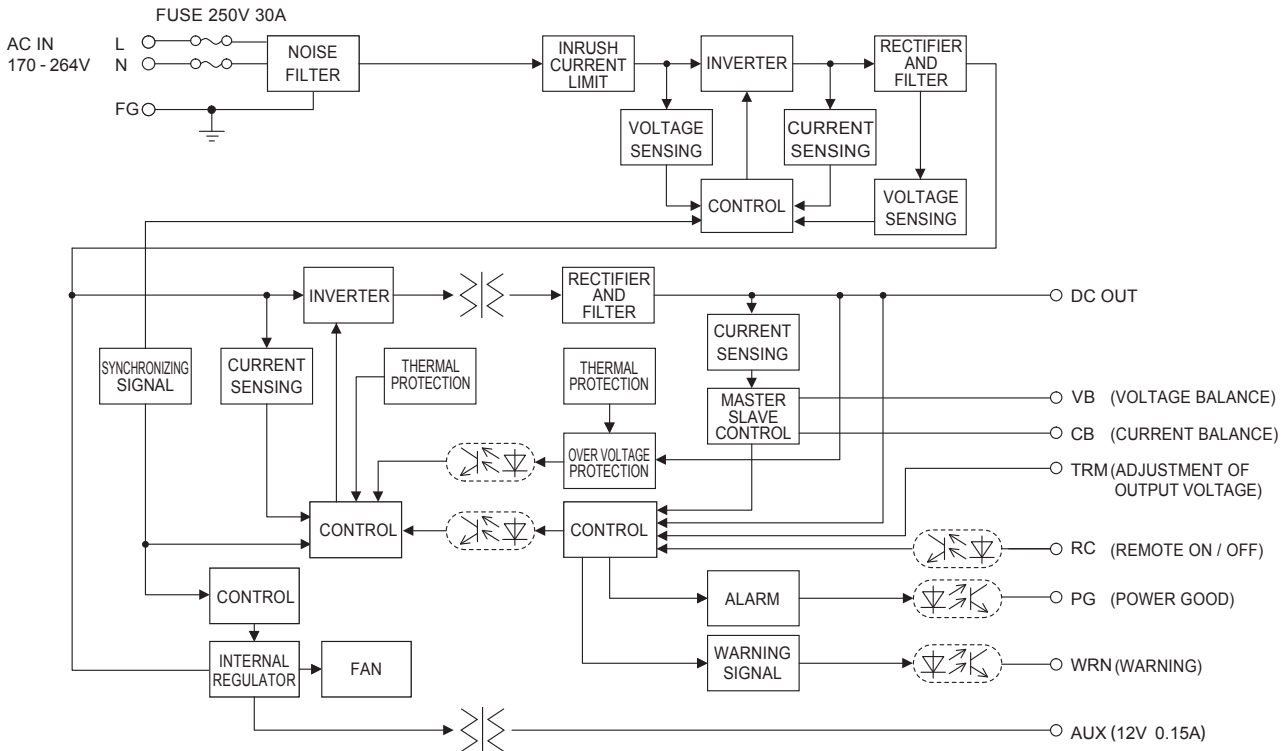 FUSE 250V 30A
AC IN
170 - 264V
L
N
FG
NOISE
FILTER
INRUSH
CURRENT
LIMIT
INVERTER
RECTIFIER
AND
FILTER
VOLTAGE
SENSING
CURRENT
SENSING
CONTROL
VOLTAGE
SENSING
INVERTER
RECTIFIER
AND
FILTER
DC OUT
SYNCHRONIZING
SIGNAL
CURRENT
SENSING
THERMAL
PROTECTION
THERMAL
PROTECTION
CURRENT
SENSING
MASTER
SLAVE
CONTROL
VB (VOLTAGE BALANCE)
CB (CURRENT BALANCE)
OVER VOLTAGE
PROTECTION
TRM (ADJUSTMENT OF
OUTPUT VOLTAGE)
CONTROL
CONTROL
RC (REMOTE ON / OFF)
CONTROL
ALARM
PG (POWER GOOD)
INTERNAL
REGULATOR
FAN
WARNING
SIGNAL
WRN (WARNING)
AUX (12V 0.15A)